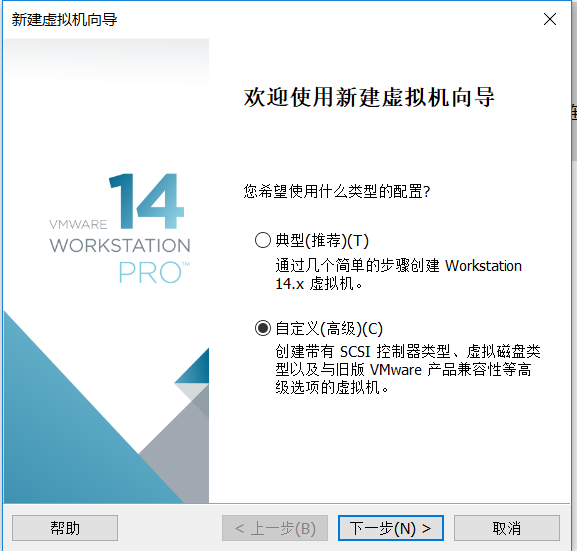 新建虚拟机向导
欢迎使用新建虚拟机向导
您希望使用什么类型的配置?
典型(推荐)(T)
通过几个简单的步骤创建 Workstation
14.x 虚拟机。
自定义(高级)(C)
创建带有 SCSI 控制器类型、虚拟磁盘类
型以及与旧版 VMware 产品兼容性等高
级选项的虚拟机。
VMWARE 14
WORKSTATION
PRO™
帮助
< 上一步(B)
下一步(N) >
取消